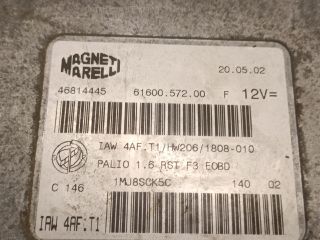 MAGNETI
MARELLI
20.05.02
46814445 61600.572.00 F 12V=
IAW 4AF.T1/HW206/1808-010
PALIO 1.6 RST F3 EOBD
C 146 1MJ8SCK5C 140 02
IAW 4AF.T1